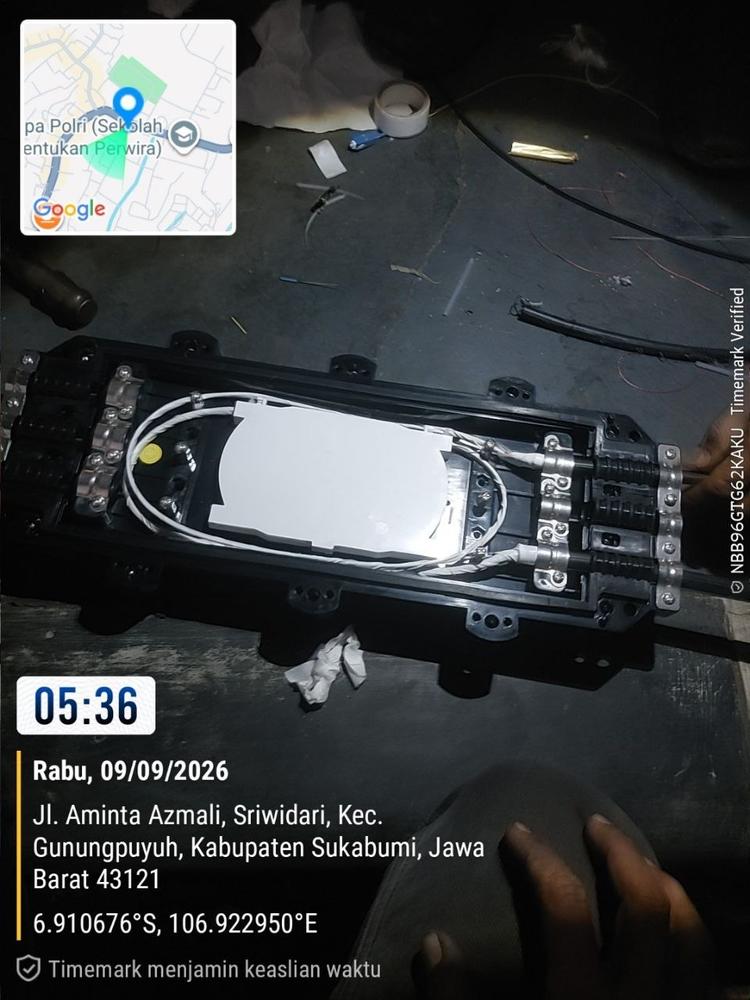 pa Polri (Sekolah
entukan Perwira)
Google
NBB96GTG62KAKU Timemark Verified
05:36
Rabu, 09/09/2026
Jl. Aminta Azmali, Sriwidari, Kec.
Gunungpuyuh, Kabupaten Sukabumi, Jawa
Barat 43121
6.910676°S, 106.922950°E
Timemark menjamin keaslian waktu